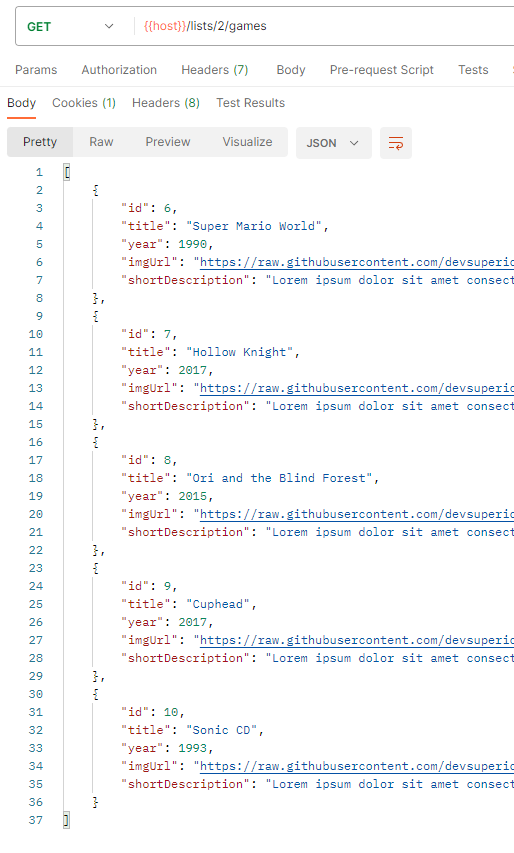 GET {{host}}/lists/2/games
Params Authorization Headers (7) Body Pre-request Script Tests
Body Cookies (1) Headers (8) Test Results
Pretty Raw Preview Visualize JSON
1 [
2 {
3 "id": 6,
4 "title": "Super Mario World",
5 "year": 1990,
6 "imgUrl": "https://raw.githubusercontent.com/devsuperio
7 "shortDescription": "Lorem ipsum dolor sit amet consect
8 },
9 {
10 "id": 7,
11 "title": "Hollow Knight",
12 "year": 2017,
13 "imgUrl": "https://raw.githubusercontent.com/devsuperio
14 "shortDescription": "Lorem ipsum dolor sit amet consect
15 },
16 {
17 "id": 8,
18 "title": "Ori and the Blind Forest",
19 "year": 2015,
20 "imgUrl": "https://raw.githubusercontent.com/devsuperio
21 "shortDescription": "Lorem ipsum dolor sit amet consect
22 },
23 {
24 "id": 9,
25 "title": "Cuphead",
26 "year": 2017,
27 "imgUrl": "https://raw.githubusercontent.com/devsuperio
28 "shortDescription": "Lorem ipsum dolor sit amet consect
29 },
30 {
31 "id": 10,
32 "title": "Sonic CD",
33 "year": 1993,
34 "imgUrl": "https://raw.githubusercontent.com/devsuperio
35 "shortDescription": "Lorem ipsum dolor sit amet consect
36 }
37 ]